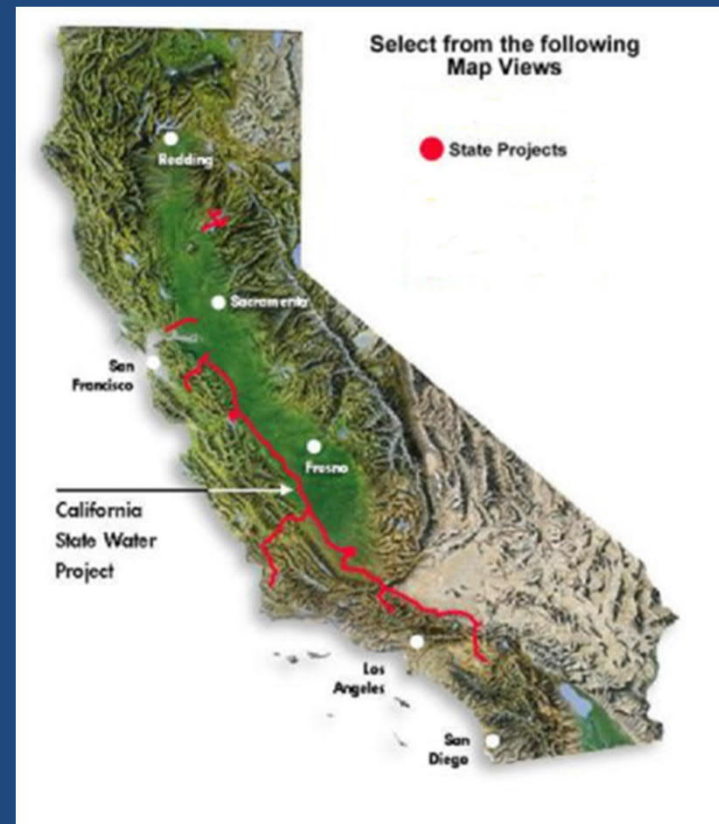 Select from the following
Map Views
State Projects
Redding
Sacramento
San
Francisco
Fresno
California
State Water
Project
Los
Angeles
San
Diego